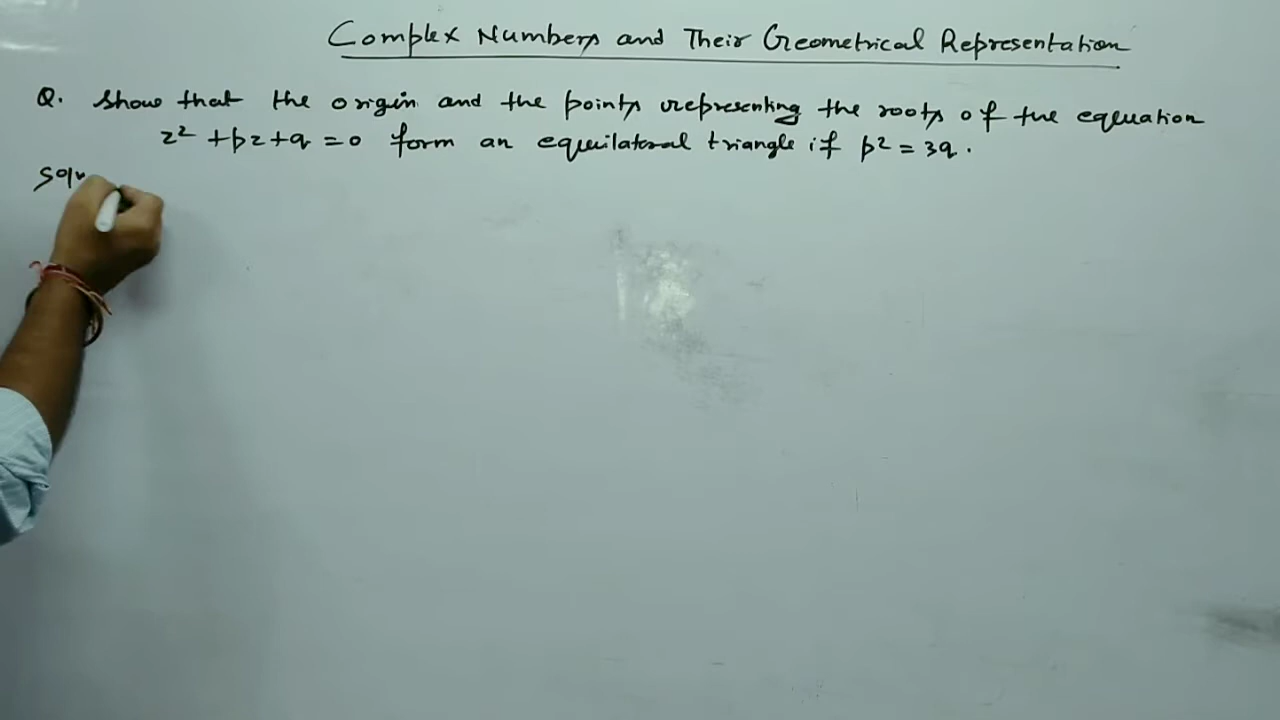 Complex Numbers and Their Geometrical Representation
Q. Show that the origin and the points representing the roots of the equation
z² + pz + q = 0 form an equilateral triangle if p² = 3q.
Sol